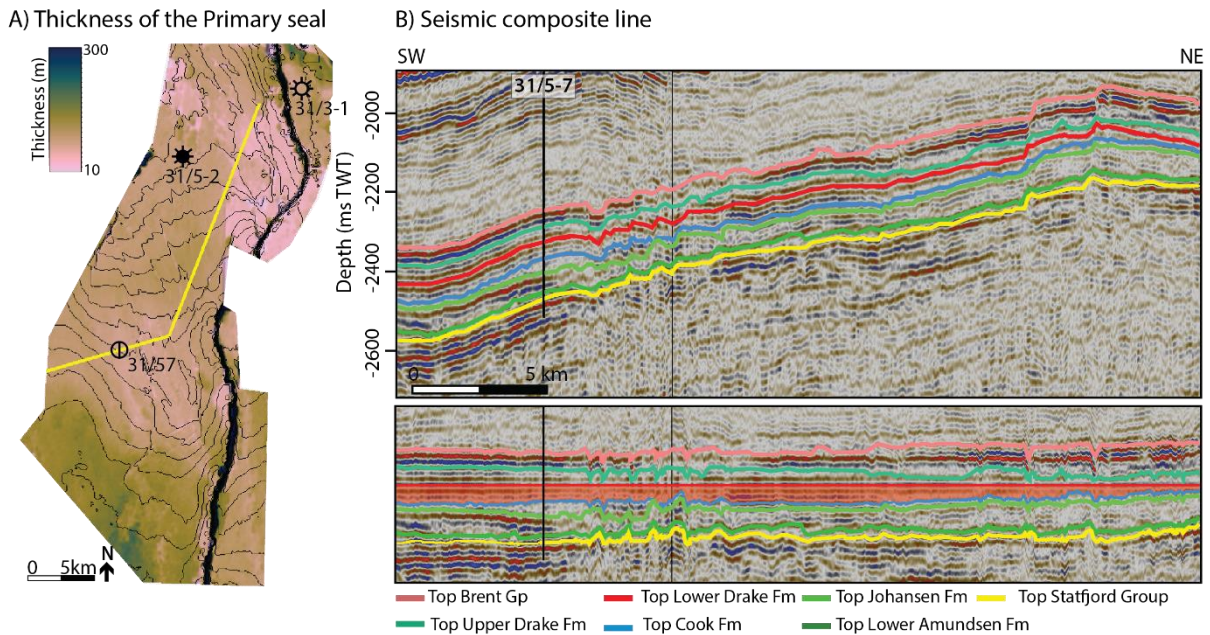 A) Thickness of the Primary seal
B) Seismic composite line
Thickness (m)
300
10
31/3-1
31/5-2
31/57
0 5km
N
SW
NE
31/5-7
Depth (ms TWT)
-2000
-2200
-2400
-2600
0 5 km
Top Brent Gp
Top Lower Drake Fm
Top Johansen Fm
Top Statfjord Group
Top Upper Drake Fm
Top Cook Fm
Top Lower Amundsen Fm